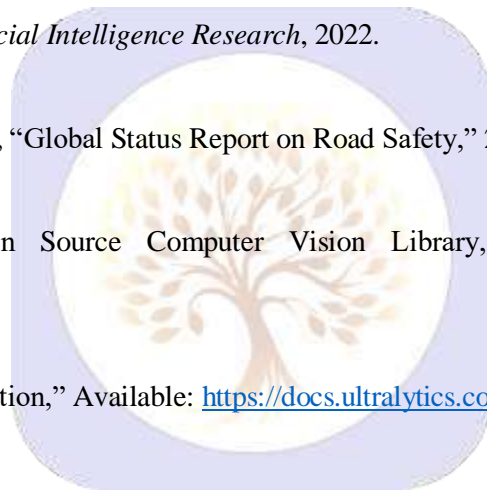 cial Intelligence Research, 2022.
, “Global Status Report on Road Safety,” 2
n Source Computer Vision Library,
tion,” Available: https://docs.ultralytics.co